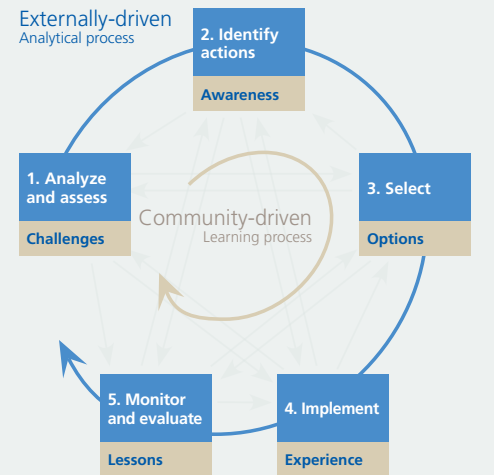 Externally-driven
Analytical process
2. Identify
actions
Awareness
1. Analyze
and assess
Challenges
3. Select
Options
Community-driven
Learning process
5. Monitor
and evaluate
Lessons
4. Implement
Experience